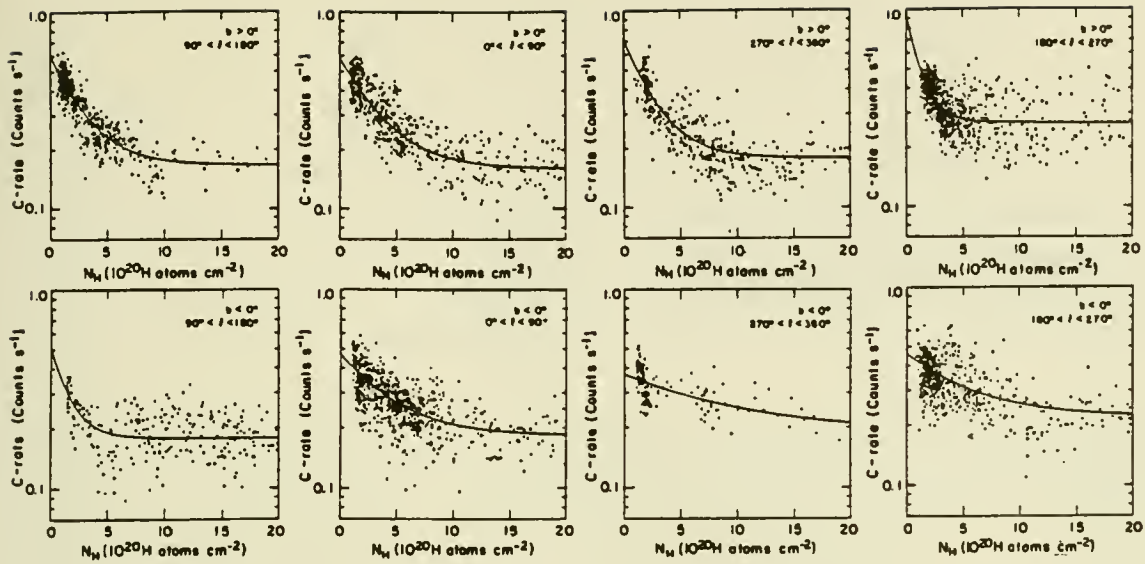 1.0
b > 0°
90° < l < 180°
C-rate (Counts s⁻¹)
0.1
0 5 10 15 20
N_H (10²⁰H atoms cm⁻²)
1.0
b > 0°
0° < l < 90°
C-rate (Counts s⁻¹)
0.1
0 5 10 15 20
N_H (10²⁰H atoms cm⁻²)
1.0
b > 0°
270° < l < 360°
C-rate (Counts s⁻¹)
0.1
0 5 10 15 20
N_H (10²⁰H atoms cm⁻²)
1.0
b > 0°
180° < l < 270°
C-rate (Counts s⁻¹)
0.1
0 5 10 15 20
N_H (10²⁰H atoms cm⁻²)
1.0
b < 0°
90° < l < 180°
C-rate (Counts s⁻¹)
0.1
0 5 10 15 20
N_H (10²⁰H atoms cm⁻²)
1.0
b < 0°
0° < l < 90°
C-rate (Counts s⁻¹)
0.1
0 5 10 15 20
N_H (10²⁰H atoms cm⁻²)
1.0
b < 0°
270° < l < 360°
C-rate (Counts s⁻¹)
0.1
0 5 10 15 20
N_H (10²⁰H atoms cm⁻²)
1.0
b < 0°
180° < l < 270°
C-rate (Counts s⁻¹)
0.1
0 5 10 15 20
N_H (10²⁰H atoms cm⁻²)